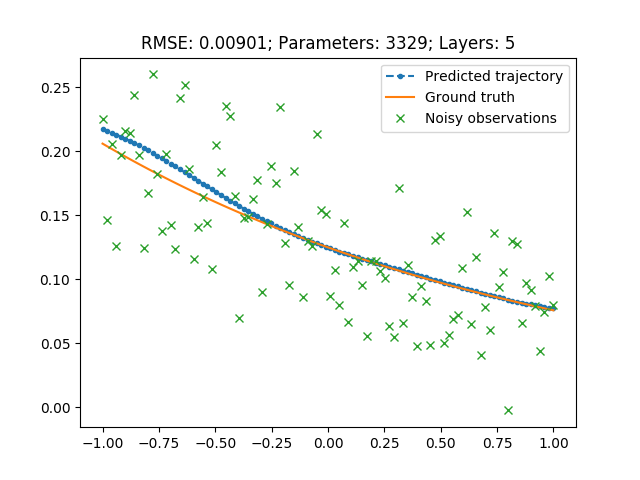 RMSE: 0.00901; Parameters: 3329; Layers: 5
Predicted trajectory
Ground truth
Noisy observations
0.25
0.20
0.15
0.10
0.05
0.00
−1.00 −0.75 −0.50 −0.25 0.00 0.25 0.50 0.75 1.00